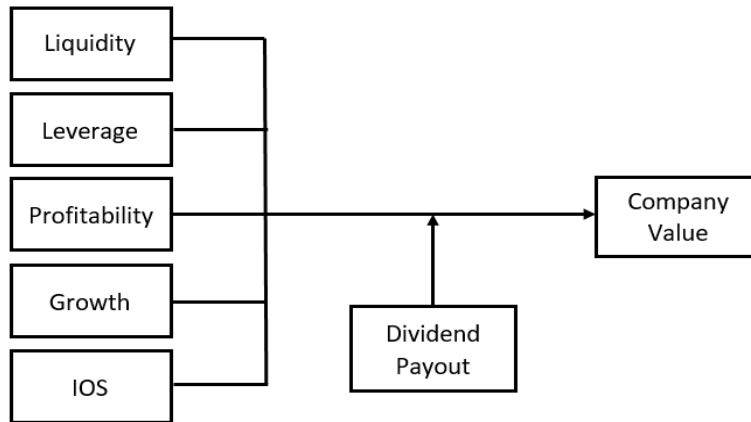 Liquidity
Leverage
Profitability
Growth
IOS
Dividend
Payout
Company
Value